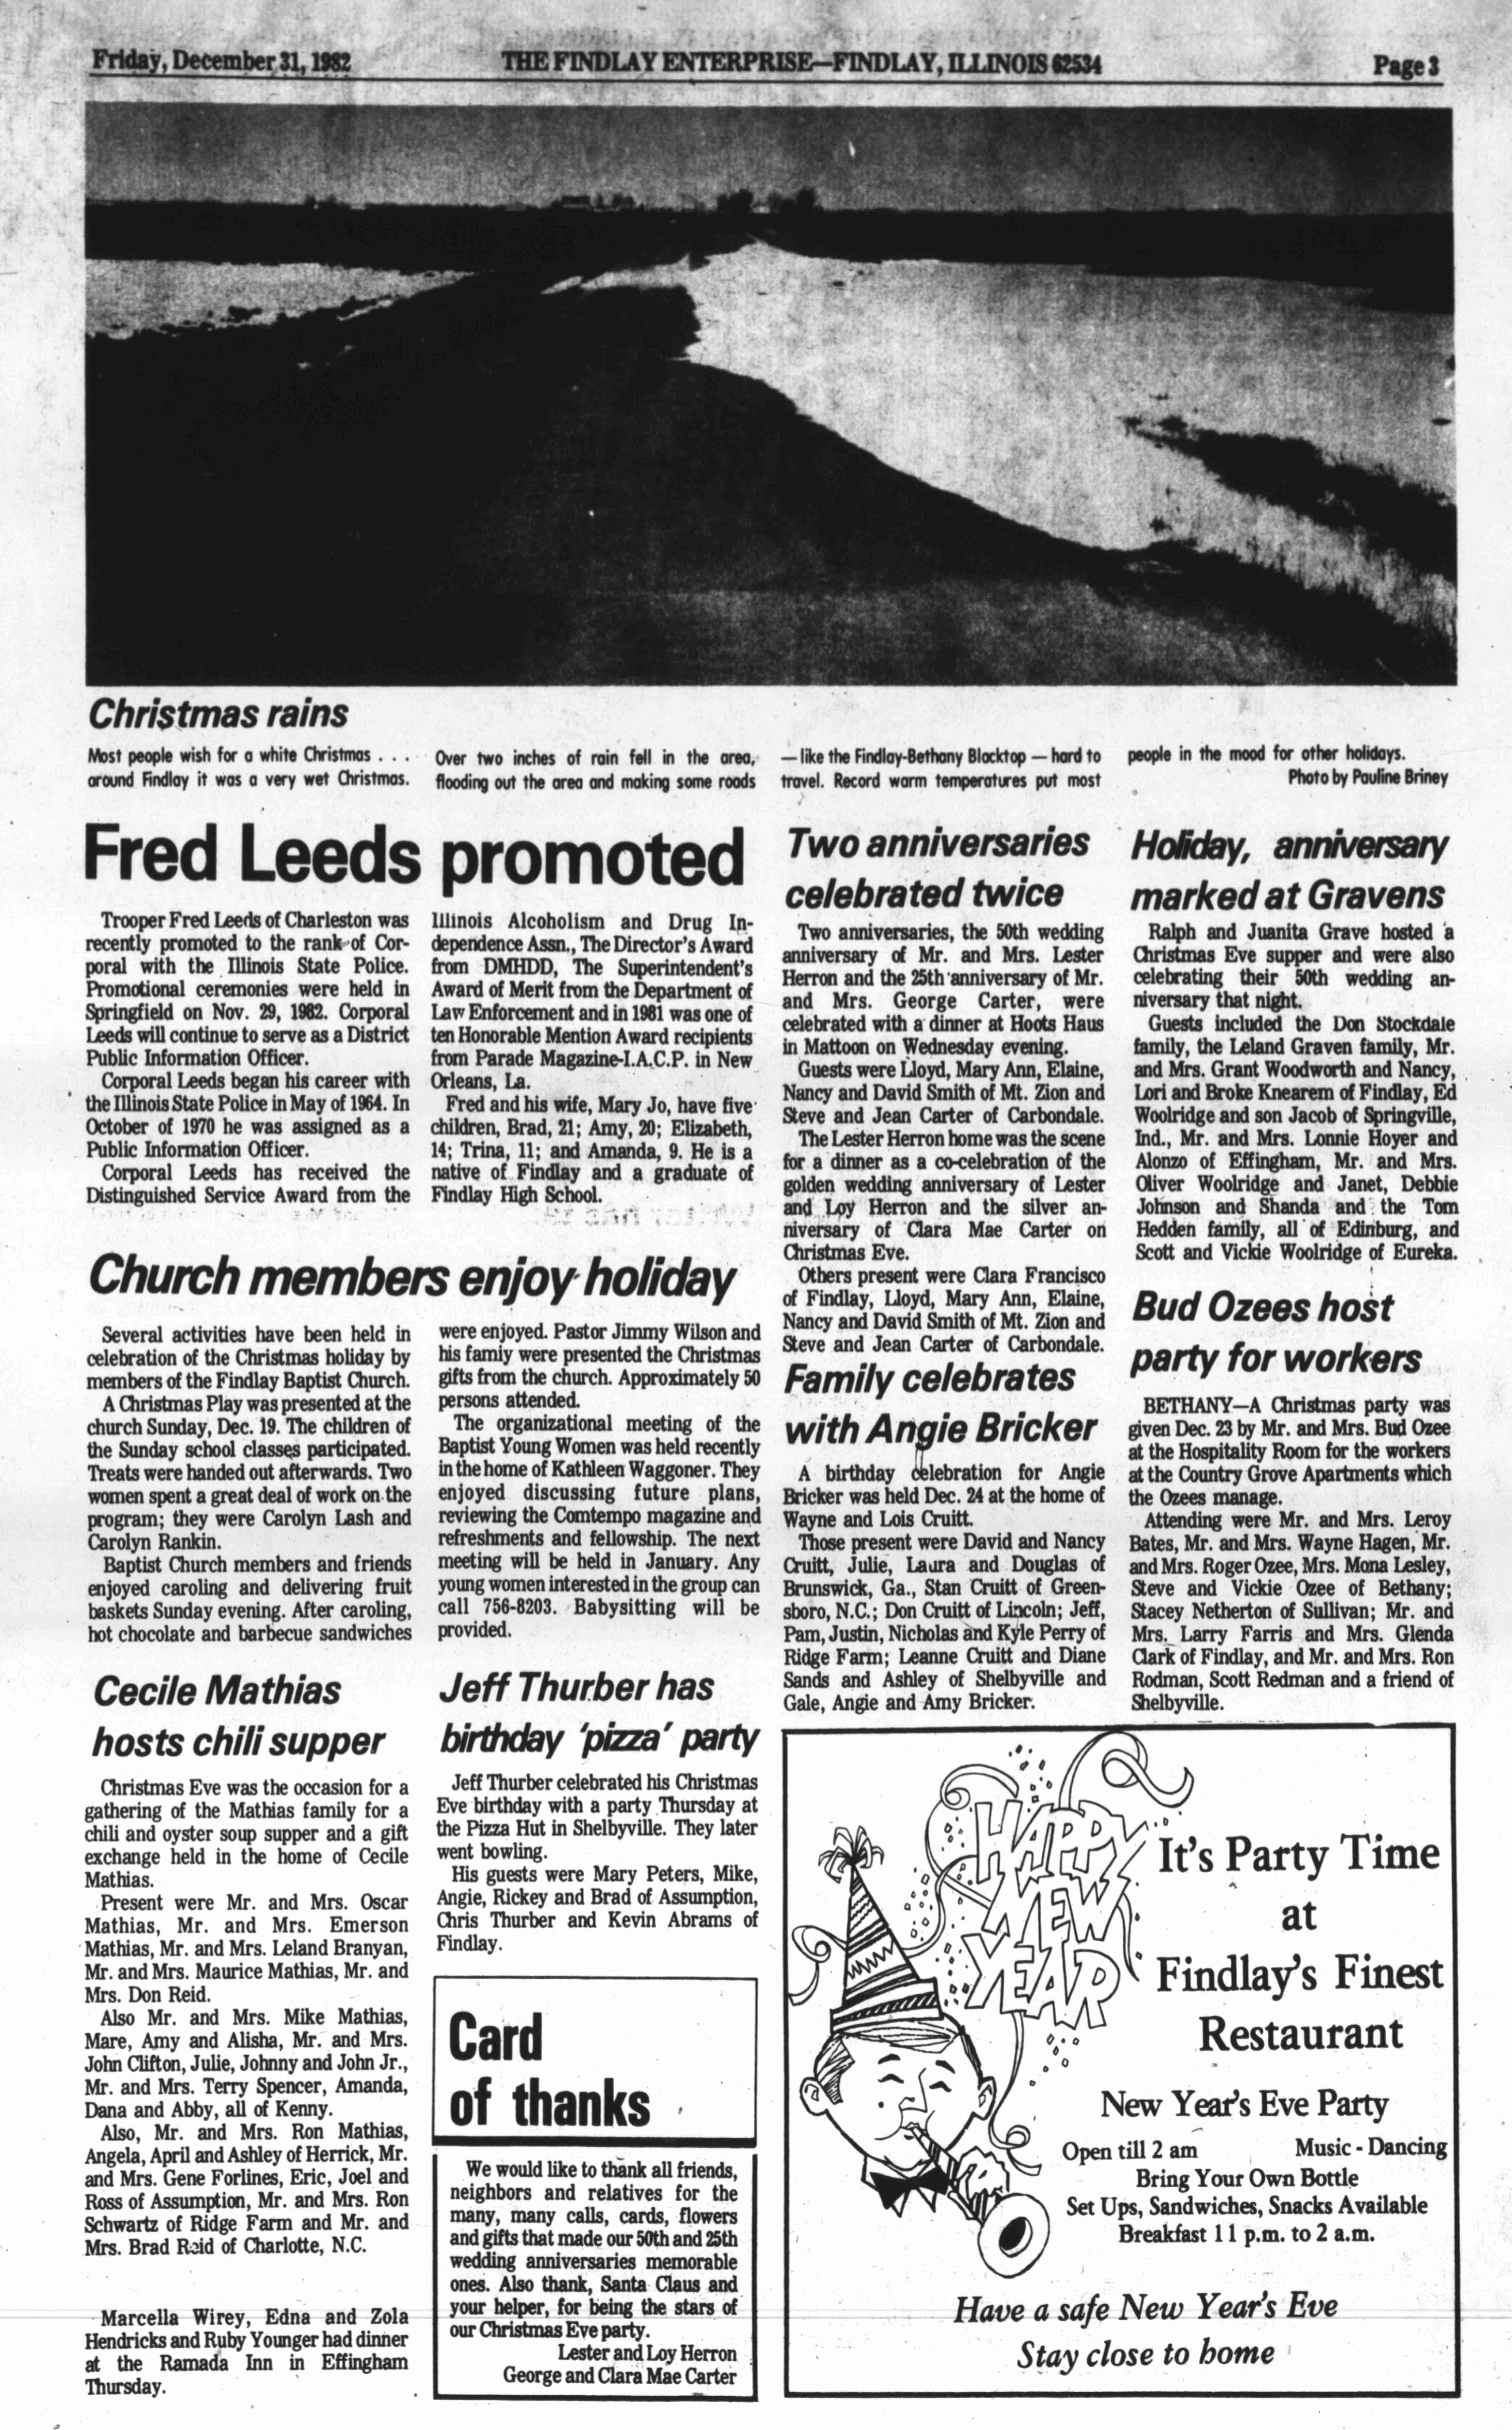 Friday, December 31, 1982
THE FINDLAY ENTERPRISE—FINDLAY, ILLINOIS 62534
Page 3
Christmas rains
Most people wish for a white Christmas . . .
around Findlay it was a very wet Christmas.
Over two inches of rain fell in the area,
flooding out the area and making some roads
— like the Findlay-Bethany Blacktop — hard to
travel. Record warm temperatures put most
people in the mood for other holidays.
Photo by Pauline Briney
Fred Leeds promoted
Trooper Fred Leeds of Charleston was
recently promoted to the rank of Cor-
poral with the Illinois State Police.
Promotional ceremonies were held in
Springfield on Nov. 29, 1982. Corporal
Leeds will continue to serve as a District
Public Information Officer.
Corporal Leeds began his career with
the Illinois State Police in May of 1964. In
October of 1970 he was assigned as a
Public Information Officer.
Corporal Leeds has received the
Distinguished Service Award from the
Illinois Alcoholism and Drug In-
dependence Assn., The Director's Award
from DMHDD, The Superintendent's
Award of Merit from the Department of
Law Enforcement and in 1981 was one of
ten Honorable Mention Award recipients
from Parade Magazine-I.A.C.P. in New
Orleans, La.
Fred and his wife, Mary Jo, have five
children, Brad, 21; Amy, 20; Elizabeth,
14; Trina, 11; and Amanda, 9. He is a
native of Findlay and a graduate of
Findlay High School.
Church members enjoy holiday
Several activities have been held in
celebration of the Christmas holiday by
members of the Findlay Baptist Church.
A Christmas Play was presented at the
church Sunday, Dec. 19. The children of
the Sunday school classes participated.
Treats were handed out afterwards. Two
women spent a great deal of work on the
program; they were Carolyn Lash and
Carolyn Rankin.
Baptist Church members and friends
enjoyed caroling and delivering fruit
baskets Sunday evening. After caroling,
hot chocolate and barbecue sandwiches
were enjoyed. Pastor Jimmy Wilson and
his famiy were presented the Christmas
gifts from the church. Approximately 50
persons attended.
The organizational meeting of the
Baptist Young Women was held recently
in the home of Kathleen Waggoner. They
enjoyed discussing future plans,
reviewing the Comtempo magazine and
refreshments and fellowship. The next
meeting will be held in January. Any
young women interested in the group can
call 756-8203. Babysitting will be
provided.
Cecile Mathias
hosts chili supper
Christmas Eve was the occasion for a
gathering of the Mathias family for a
chili and oyster soup supper and a gift
exchange held in the home of Cecile
Mathias.
Present were Mr. and Mrs. Oscar
Mathias, Mr. and Mrs. Emerson
Mathias, Mr. and Mrs. Leland Branyan,
Mr. and Mrs. Maurice Mathias, Mr. and
Mrs. Don Reid.
Also Mr. and Mrs. Mike Mathias,
Mare, Amy and Alisha, Mr. and Mrs.
John Clifton, Julie, Johnny and John Jr.,
Mr. and Mrs. Terry Spencer, Amanda,
Dana and Abby, all of Kenny.
Also, Mr. and Mrs. Ron Mathias,
Angela, April and Ashley of Herrick, Mr.
and Mrs. Gene Forlines, Eric, Joel and
Ross of Assumption, Mr. and Mrs. Ron
Schwartz of Ridge Farm and Mr. and
Mrs. Brad Reid of Charlotte, N.C.
Marcella Wirey, Edna and Zola
Hendricks and Ruby Younger had dinner
at the Ramada Inn in Effingham
Thursday.
Jeff Thurber has
birthday 'pizza' party
Jeff Thurber celebrated his Christmas
Eve birthday with a party Thursday at
the Pizza Hut in Shelbyville. They later
went bowling.
His guests were Mary Peters, Mike,
Angie, Rickey and Brad of Assumption,
Chris Thurber and Kevin Abrams of
Findlay.
Card
of thanks
We would like to thank all friends,
neighbors and relatives for the
many, many calls, cards, flowers
and gifts that made our 50th and 25th
wedding anniversaries memorable
ones. Also thank, Santa Claus and
your helper, for being the stars of
our Christmas Eve party.
Lester and Loy Herron
George and Clara Mae Carter
Two anniversaries
celebrated twice
Two anniversaries, the 50th wedding
anniversary of Mr. and Mrs. Lester
Herron and the 25th anniversary of Mr.
and Mrs. George Carter, were
celebrated with a dinner at Hoots Haus
in Mattoon on Wednesday evening.
Guests were Lloyd, Mary Ann, Elaine,
Nancy and David Smith of Mt. Zion and
Steve and Jean Carter of Carbondale.
The Lester Herron home was the scene
for a dinner as a co-celebration of the
golden wedding anniversary of Lester
and Loy Herron and the silver an-
niversary of Clara Mae Carter on
Christmas Eve.
Others present were Clara Francisco
of Findlay, Lloyd, Mary Ann, Elaine,
Nancy and David Smith of Mt. Zion and
Steve and Jean Carter of Carbondale.
Family celebrates
with Angie Bricker
A birthday celebration for Angie
Bricker was held Dec. 24 at the home of
Wayne and Lois Cruitt.
Those present were David and Nancy
Cruitt, Julie, Laura and Douglas of
Brunswick, Ga., Stan Cruitt of Green-
sboro, N.C.; Don Cruitt of Lincoln; Jeff,
Pam, Justin, Nicholas and Kyle Perry of
Ridge Farm; Leanne Cruitt and Diane
Sands and Ashley of Shelbyville and
Gale, Angie and Amy Bricker.
Holiday, anniversary
marked at Gravens
Ralph and Juanita Grave hosted a
Christmas Eve supper and were also
celebrating their 50th wedding an-
niversary that night.
Guests included the Don Stockdale
family, the Leland Graven family, Mr.
and Mrs. Grant Woodworth and Nancy,
Lori and Broke Knearem of Findlay, Ed
Woolridge and son Jacob of Springville,
Ind., Mr. and Mrs. Lonnie Hoyer and
Alonzo of Effingham, Mr. and Mrs.
Oliver Woolridge and Janet, Debbie
Johnson and Shanda and the Tom
Hedden family, all of Edinburg, and
Scott and Vickie Woolridge of Eureka.
Bud Ozees host
party for workers
BETHANY—A Christmas party was
given Dec. 23 by Mr. and Mrs. Bud Ozee
at the Hospitality Room for the workers
at the Country Grove Apartments which
the Ozees manage.
Attending were Mr. and Mrs. Leroy
Bates, Mr. and Mrs. Wayne Hagen, Mr.
and Mrs. Roger Ozee, Mrs. Mona Lesley,
Steve and Vickie Ozee of Bethany;
Stacey Netherton of Sullivan; Mr. and
Mrs. Larry Farris and Mrs. Glenda
Clark of Findlay, and Mr. and Mrs. Ron
Rodman, Scott Redman and a friend of
Shelbyville.
HAPPY
NEW
YEAR
It's Party Time
at
Findlay's Finest
Restaurant
New Year's Eve Party
Open till 2 am Music - Dancing
Bring Your Own Bottle
Set Ups, Sandwiches, Snacks Available
Breakfast 11 p.m. to 2 a.m.
Have a safe New Year's Eve
Stay close to home